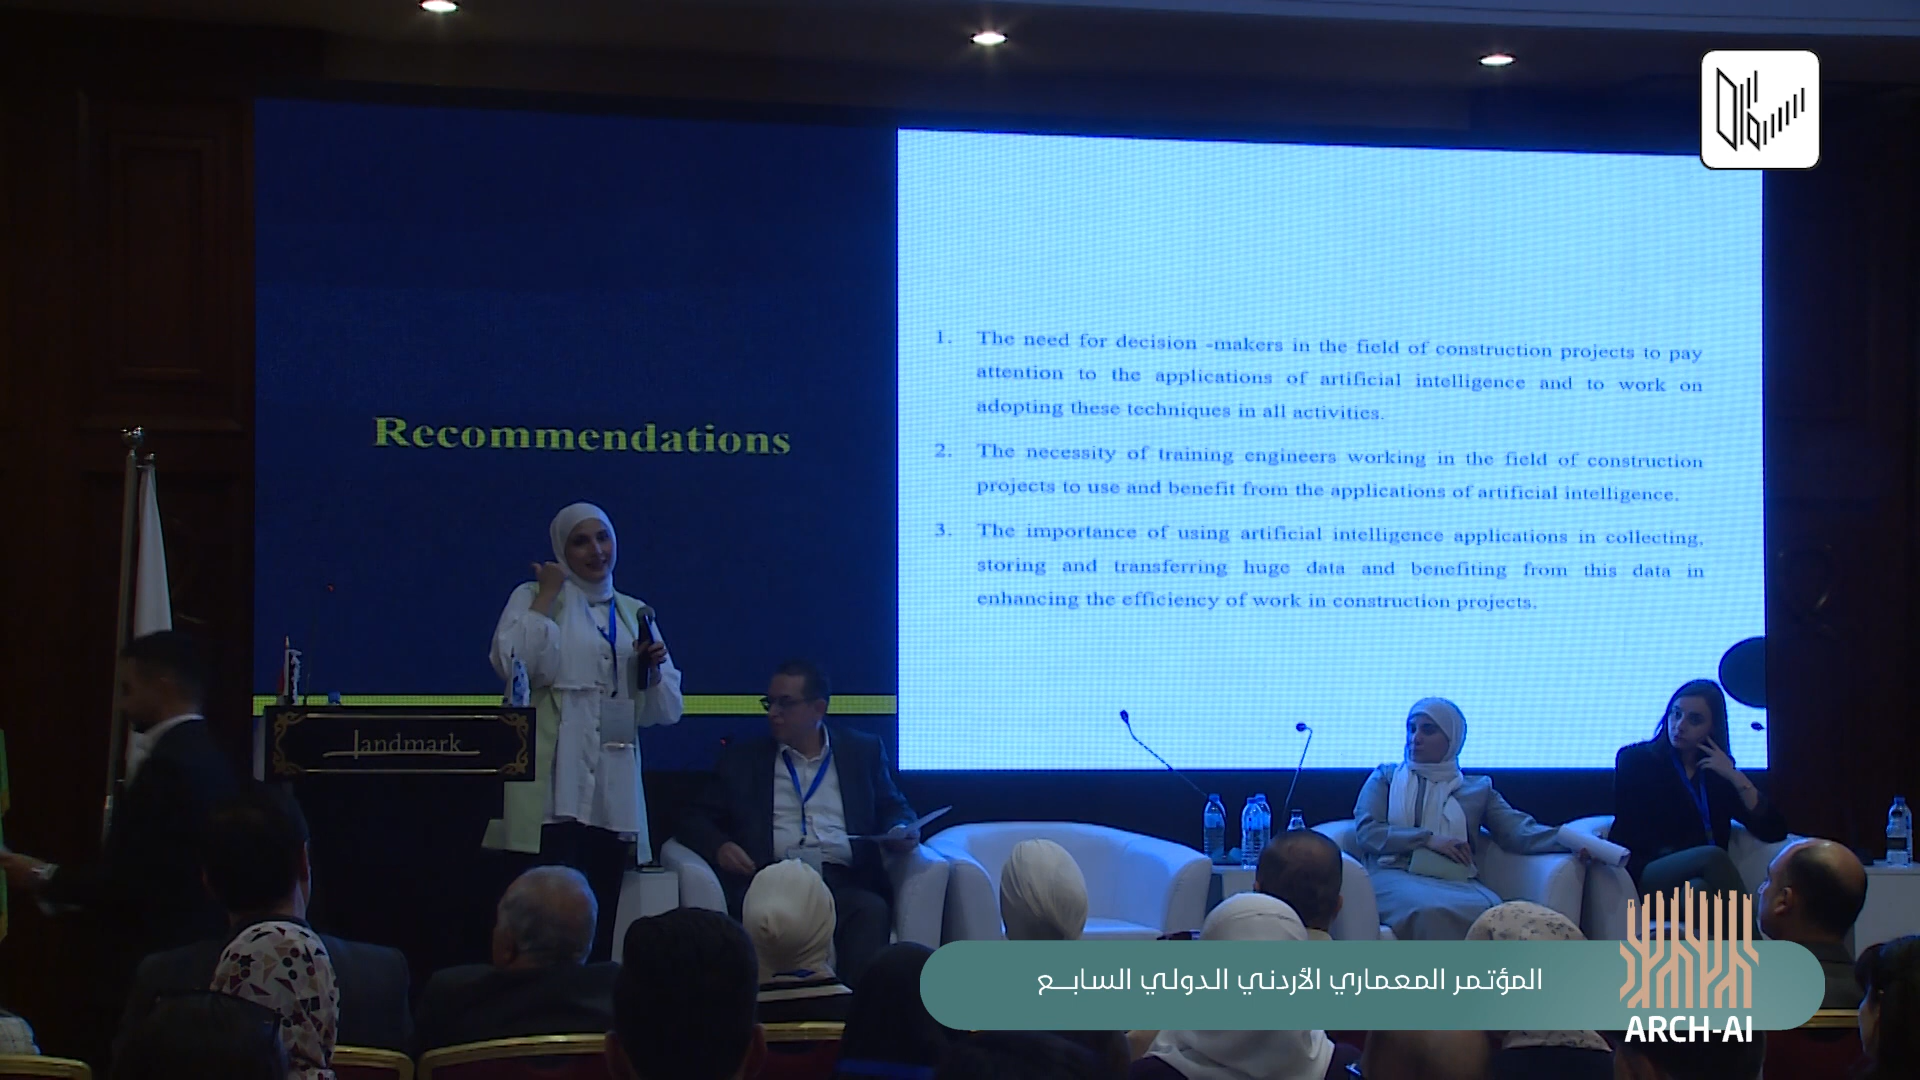 Recommendations
1. The need for decision -makers in the field of construction projects to pay
attention to the applications of artificial intelligence and to work on
adopting these techniques in all activities.
2. The necessity of training engineers working in the field of construction
projects to use and benefit from the applications of artificial intelligence.
3. The importance of using artificial intelligence applications in collecting,
storing and transferring huge data and benefiting from this data in
enhancing the efficiency of work in construction projects.
landmark
المؤتمر المعماري الأردني الدولي السابع
ARCH-AI